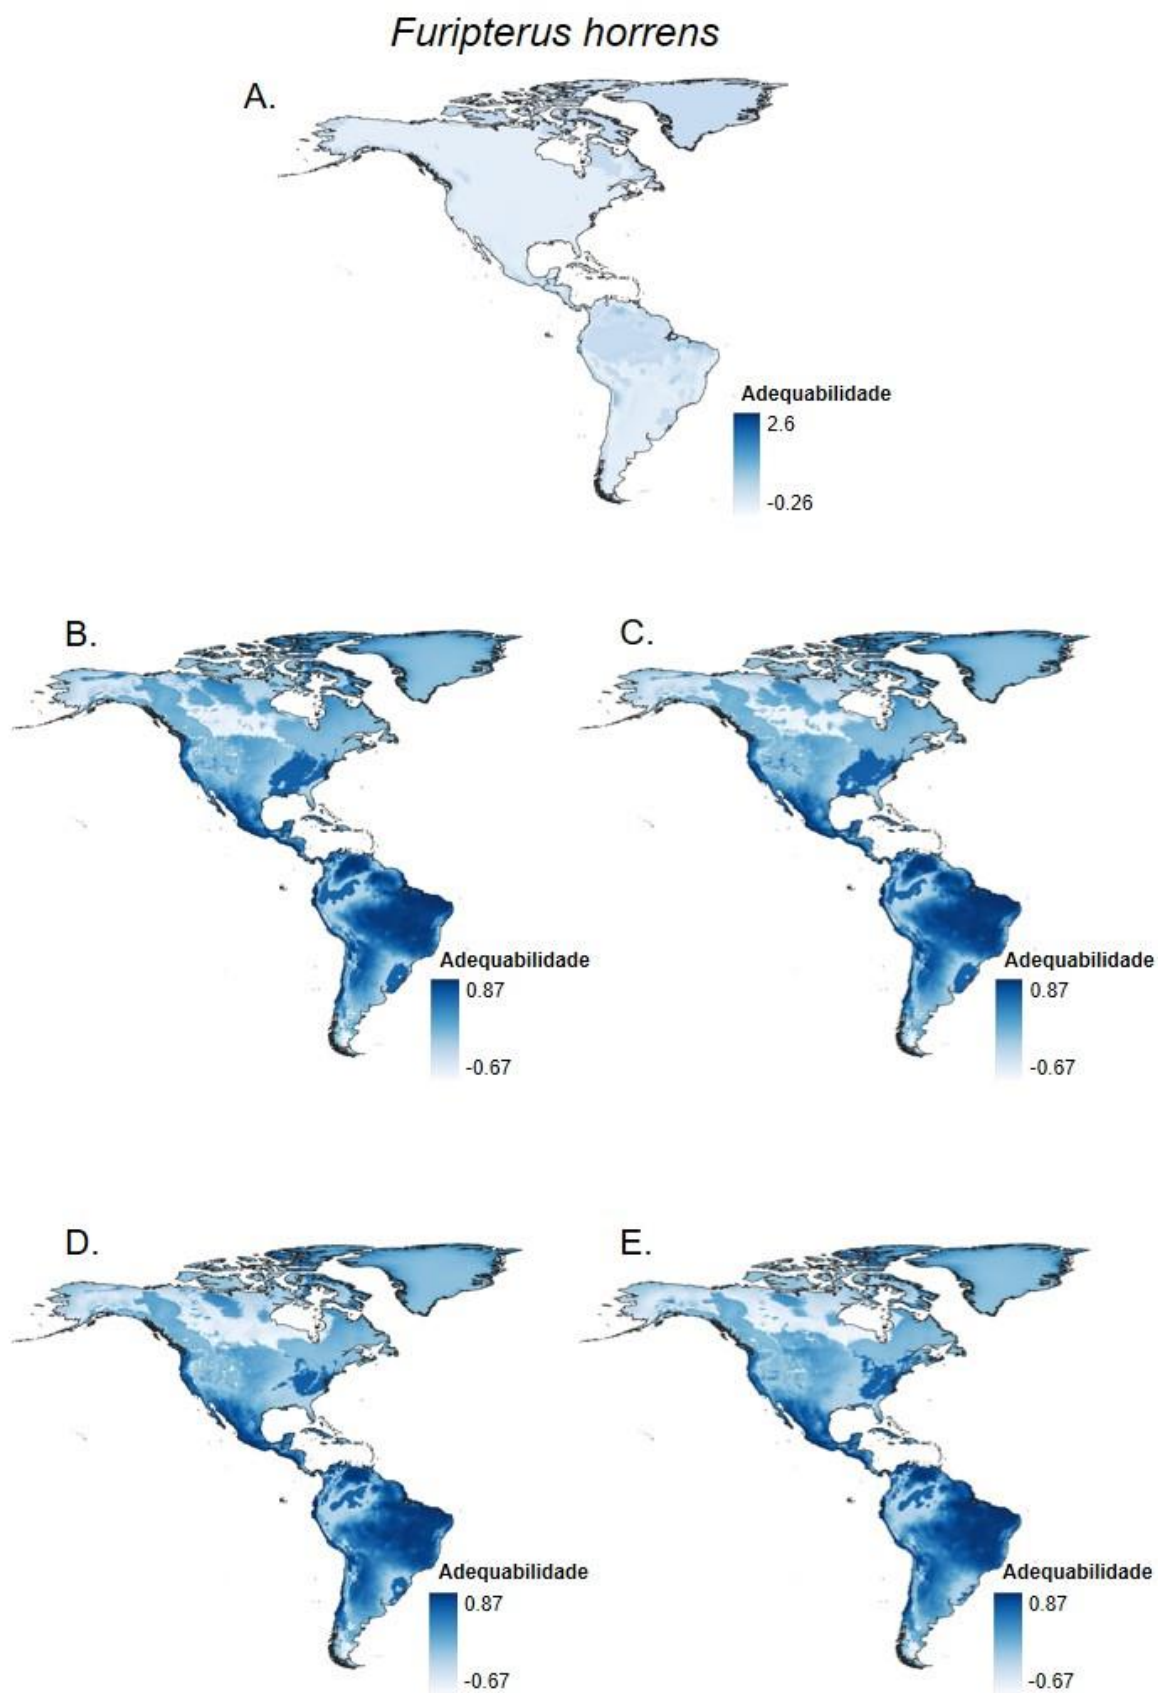 Furipterus horrens
A.
Adequabilidade
2.6
-0.26
B.
C.
Adequabilidade
0.87
-0.67
Adequabilidade
0.87
-0.67
D.
E.
Adequabilidade
0.87
-0.67
Adequabilidade
0.87
-0.67